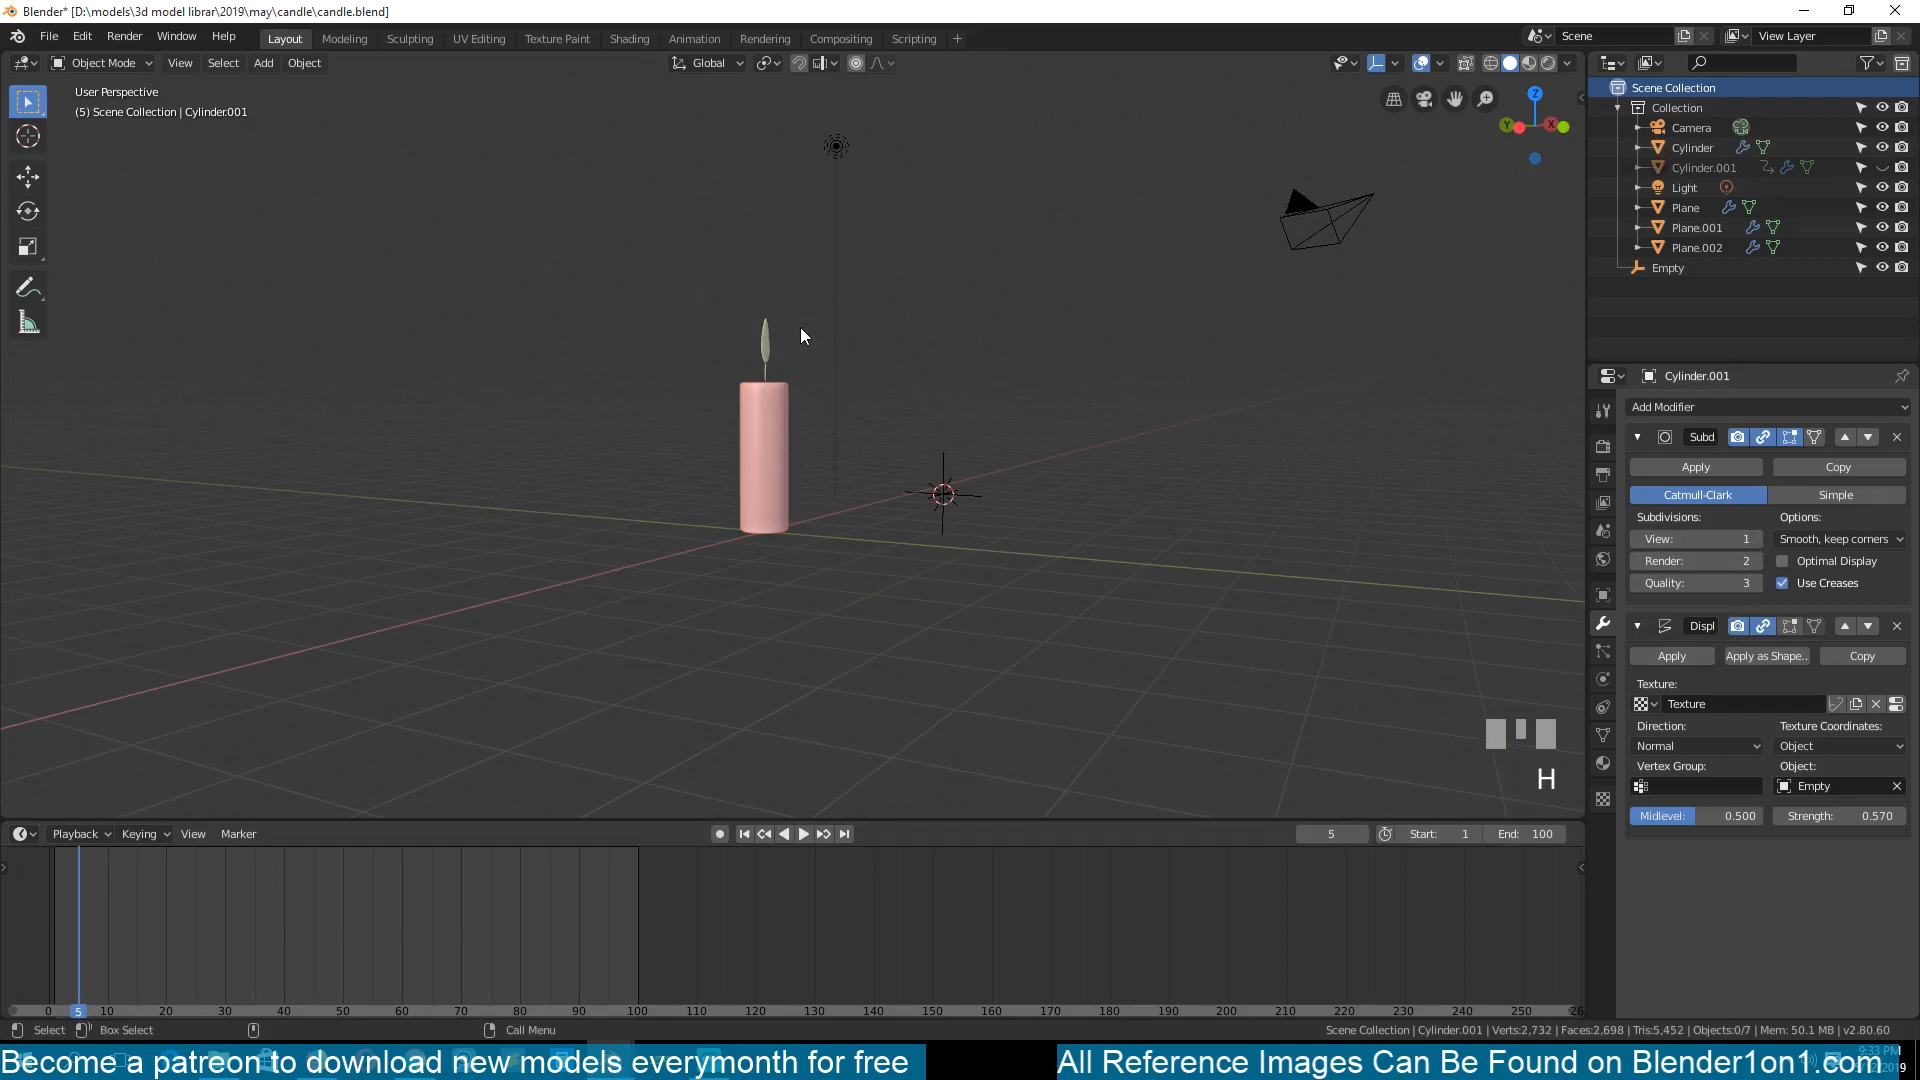 Blender* [D:\models\3d model librar\2019\may\candle\candle.blend]
File Edit Render Window Help Layout Modeling Sculpting UV Editing Texture Paint Shading Animation Rendering Compositing Scripting + Scene View Layer
Object Mode View Select Add Object Global
User Perspective
(5) Scene Collection | Cylinder.001
Z
Y X
Scene Collection
Collection
Camera
Cylinder
Cylinder.001
Light
Plane
Plane.001
Plane.002
Empty
Cylinder.001
Add Modifier
Subd
Apply Copy
Catmull-Clark Simple
Subdivisions: Options:
View: 1 Smooth, keep corners
Render: 2 Optimal Display
Quality: 3 Use Creases
Displ
Apply Apply as Shape.. Copy
Texture:
Texture
Direction: Texture Coordinates:
Normal Object
Vertex Group: Object:
Empty
Midlevel: 0.500 Strength: 0.570
H
Playback Keying View Marker 5 Start: 1 End: 100
0 5 10 20 30 40 50 60 70 80 90 100 110 120 130 140 150 160 170 180 190 200 210 220 230 240 250 26
Select Box Select Call Menu Scene Collection | Cylinder.001 | Verts:2,732 | Faces:2,698 | Tris:5,452 | Objects:0/7 | Mem: 50.1 MB | v2.80.60
Become a patreon to download new models everymonth for free All Reference Images Can Be Found on Blender1on1.com
9:33 PM